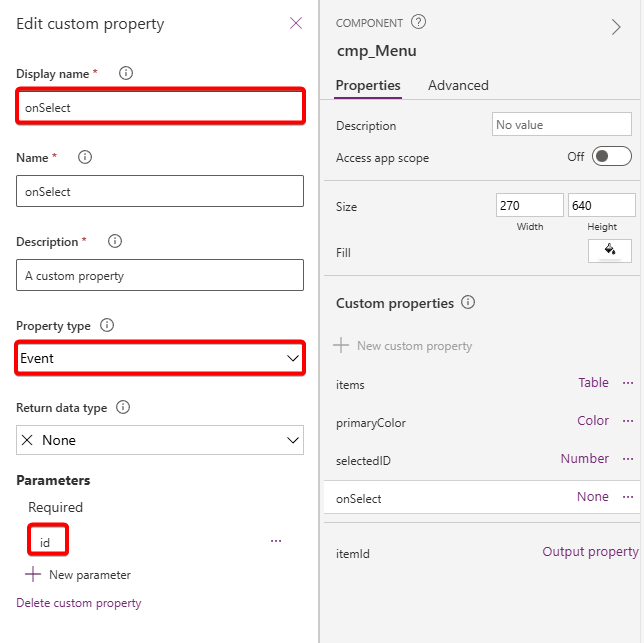 Edit custom property
Display name *
onSelect
Name *
onSelect
Description *
A custom property
Property type
Event
Return data type
None
Parameters
Required
id
...
New parameter
Delete custom property
COMPONENT
cmp_Menu
Properties Advanced
Description No value
Access app scope Off
Size 270 640
Width Height
Fill
Custom properties
New custom property
items Table ...
primaryColor Color ...
selectedID Number ...
onSelect None ...
itemId Output property